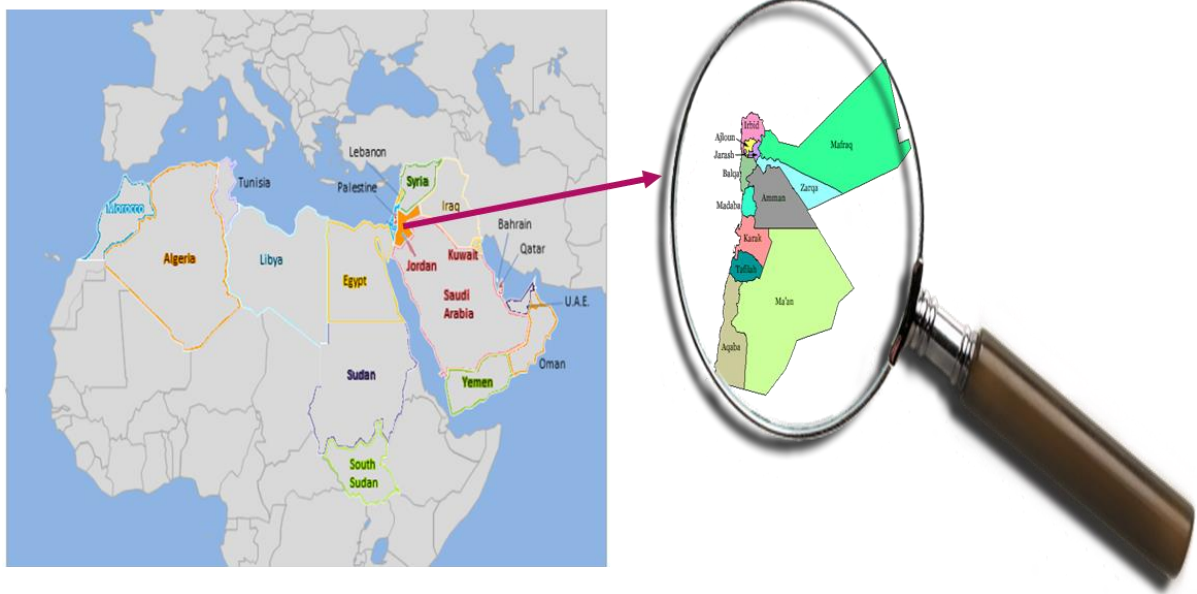 Lebanon
Tunisia
Palestine
Syria
Morocco
Iraq
Bahrain
Algeria
Libya
Qatar
Jordan
Kuwait
Egypt
Saudi
Arabia
U.A.E.
Oman
Sudan
Yemen
South
Sudan
Irbid
Ajloun
Jarash
Mafraq
Balqa
Zarqa
Amman
Madaba
Karak
Tafilah
Ma'an
Aqaba